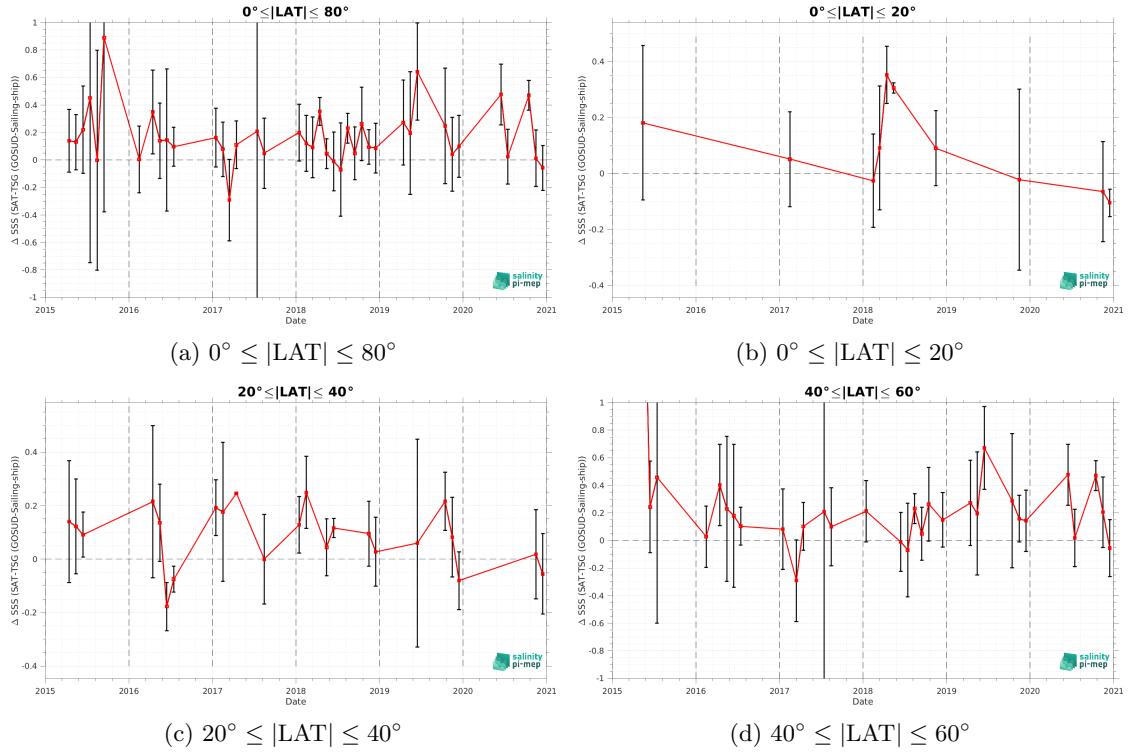 0°≤|LAT|≤ 80°
Δ SSS (SAT-TSG (GOSUD-Sailing-ship))
1
0.8
0.6
0.4
0.2
0
-0.2
-0.4
-0.6
-0.8
-1
2015
2016
2017
2018
2019
2020
2021
Date
salinity
pi-mep
(a) 0° ≤ |LAT| ≤ 80°
0°≤|LAT|≤ 20°
Δ SSS (SAT-TSG (GOSUD-Sailing-ship))
0.4
0.2
0
0.2
-0.4
2015
2016
2017
2018
2019
2020
2021
Date
salinity
pi-mep
(b) 0° ≤ |LAT| ≤ 20°
20°≤|LAT|≤ 40°
Δ SSS (SAT-TSG (GOSUD-Sailing-ship))
0.4
0.2
0
0.2
-0.4
2015
2016
2017
2018
2019
2020
2021
Date
salinity
pi-mep
(c) 20° ≤ |LAT| ≤ 40°
40°≤|LAT|≤ 60°
Δ SSS (SAT-TSG (GOSUD-Sailing-ship))
1
0.8
0.6
0.4
0.2
0
-0.2
-0.4
-0.6
-0.8
-1
2015
2016
2017
2018
2019
2020
2021
Date
salinity
pi-mep
(d) 40° ≤ |LAT| ≤ 60°